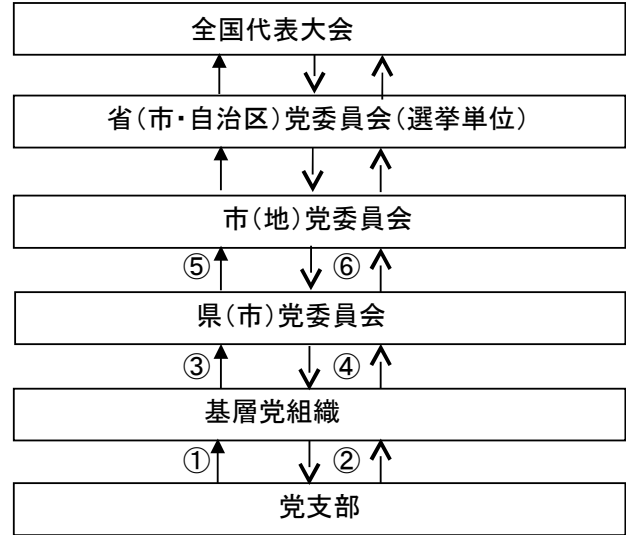 全国代表大会
省(市・自治区)党委員会(選挙単位)
市(地)党委員会
⑤ ⑥
県(市)党委員会
③ ④
基層党組織
① ②
党支部